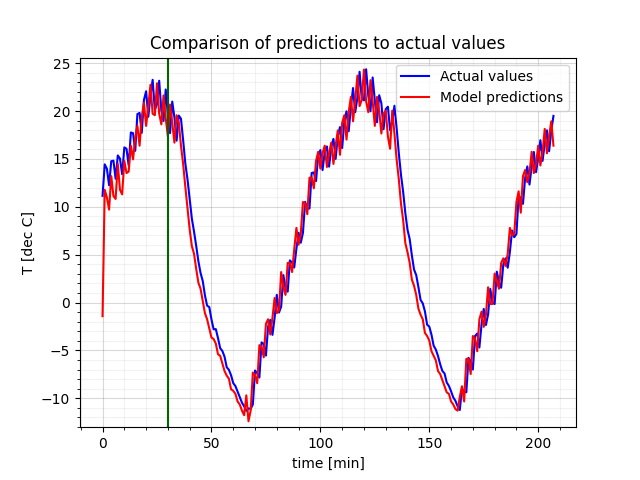 Comparison of predictions to actual values
Actual values
Model predictions
25
20
15
10
5
0
−5
−10
T [dec C]
0
50
100
150
200
time [min]